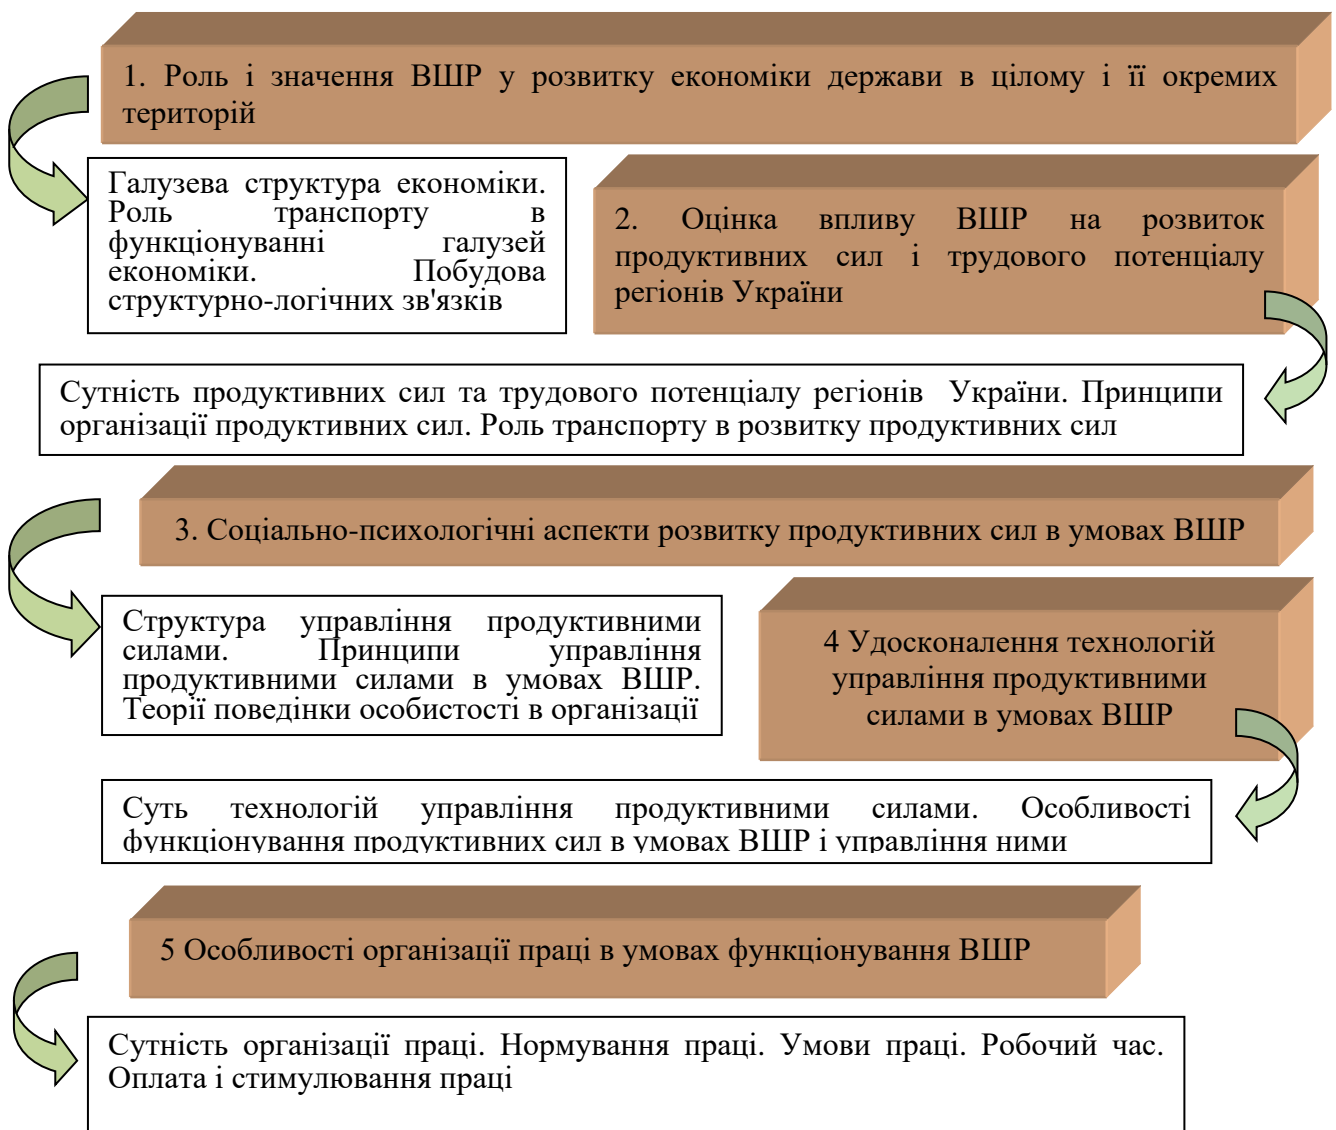 1. Роль і значення ВШР у розвитку економіки держави в цілому і її окремих
територій
Галузева структура економіки.
Роль транспорту в
функціонуванні галузей
економіки. Побудова
структурно-логічних зв'язків
2. Оцінка впливу ВШР на розвиток
продуктивних сил і трудового потенціалу
регіонів України
Сутність продуктивних сил та трудового потенціалу регіонів України. Принципи
організації продуктивних сил. Роль транспорту в розвитку продуктивних сил
3. Соціально-психологічні аспекти розвитку продуктивних сил в умовах ВШР
Структура управління продуктивними
силами. Принципи управління
продуктивними силами в умовах ВШР.
Теорії поведінки особистості в організації
4 Удосконалення технологій
управління продуктивними
силами в умовах ВШР
Суть технологій управління продуктивними силами. Особливості
функціонування продуктивних сил в умовах ВШР і управління ними
5 Особливості організації праці в умовах функціонування ВШР
Сутність організації праці. Нормування праці. Умови праці. Робочий час.
Оплата і стимулювання праці